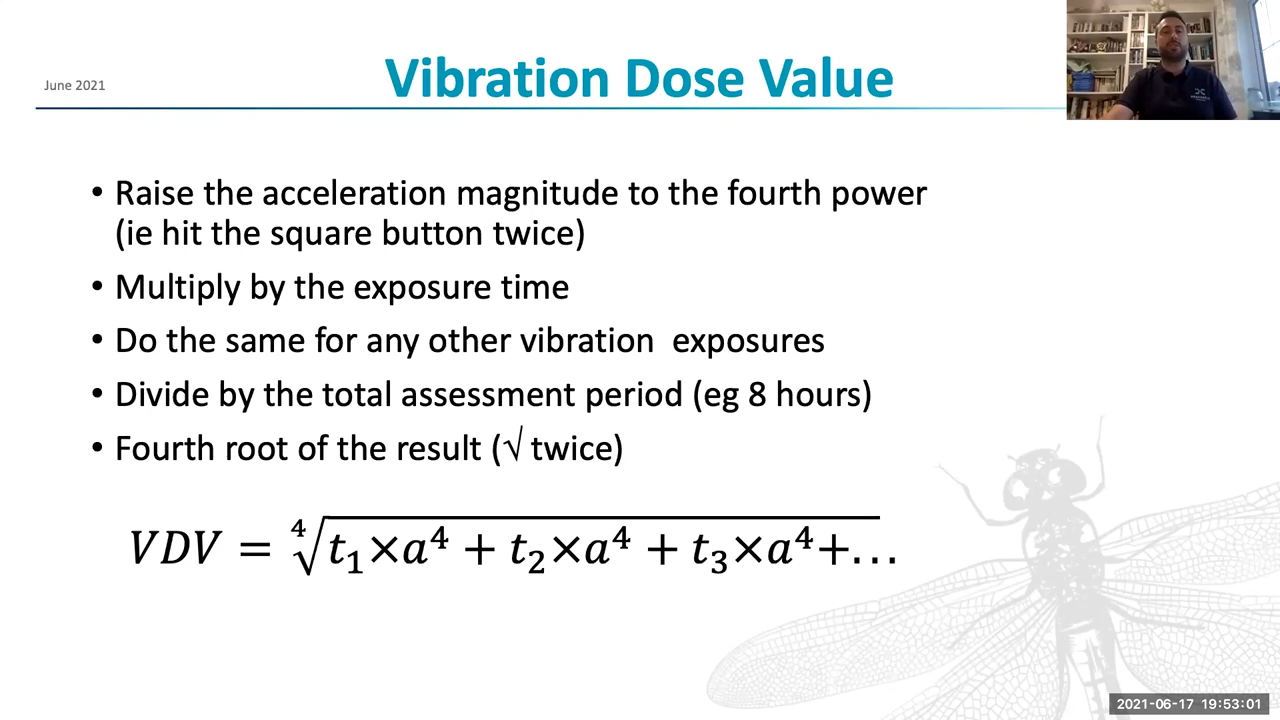 June 2021
Vibration Dose Value
• Raise the acceleration magnitude to the fourth power
(ie hit the square button twice)
• Multiply by the exposure time
• Do the same for any other vibration  exposures
• Divide by the total assessment period (eg 8 hours)
• Fourth root of the result (√ twice)
VDV = ∜t₁×a⁴ + t₂×a⁴ + t₃×a⁴+...
2021-06-17 19:53:01